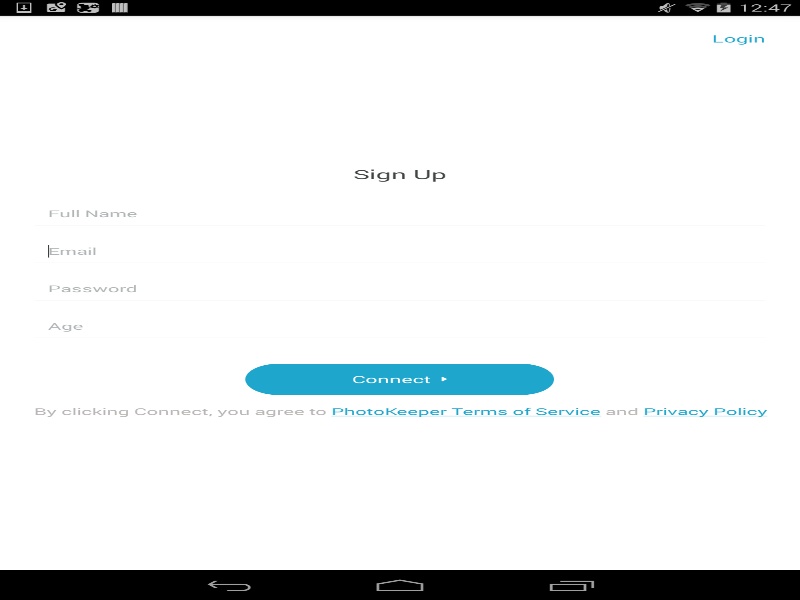 12:47
Login
Sign Up
Full Name
Email
Password
Age
Connect
By clicking Connect, you agree to PhotoKeeper Terms of Service and Privacy Policy